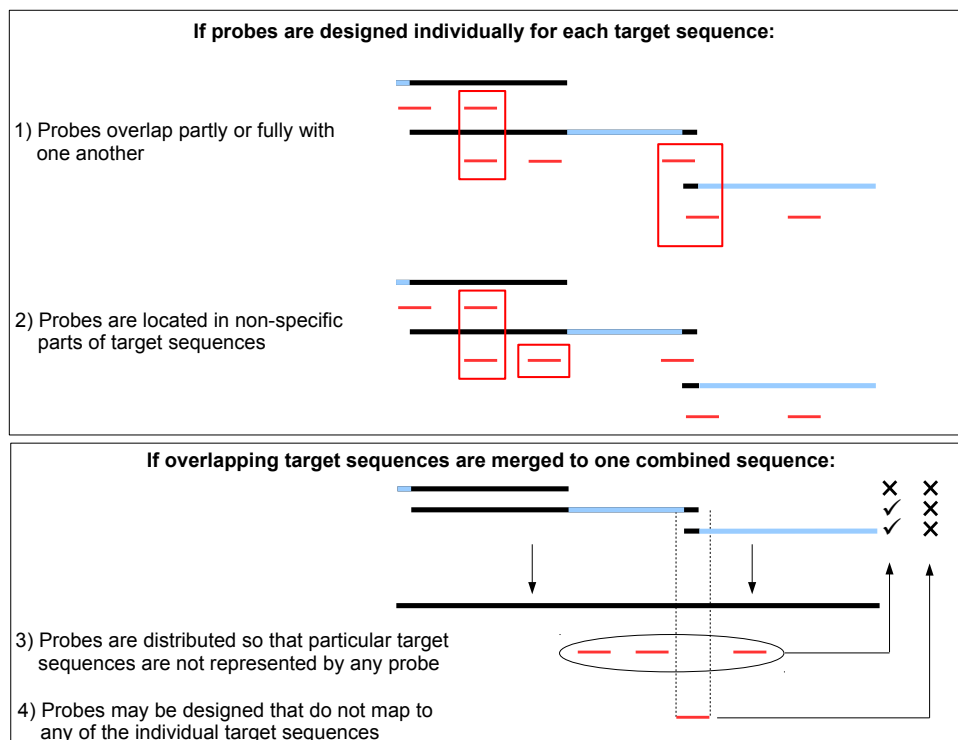 If probes are designed individually for each target sequence:
1) Probes overlap partly or fully with
one another
2) Probes are located in non-specific
parts of target sequences
If overlapping target sequences are merged to one combined sequence:
3) Probes are distributed so that particular target
sequences are not represented by any probe
4) Probes may be designed that do not map to
any of the individual target sequences